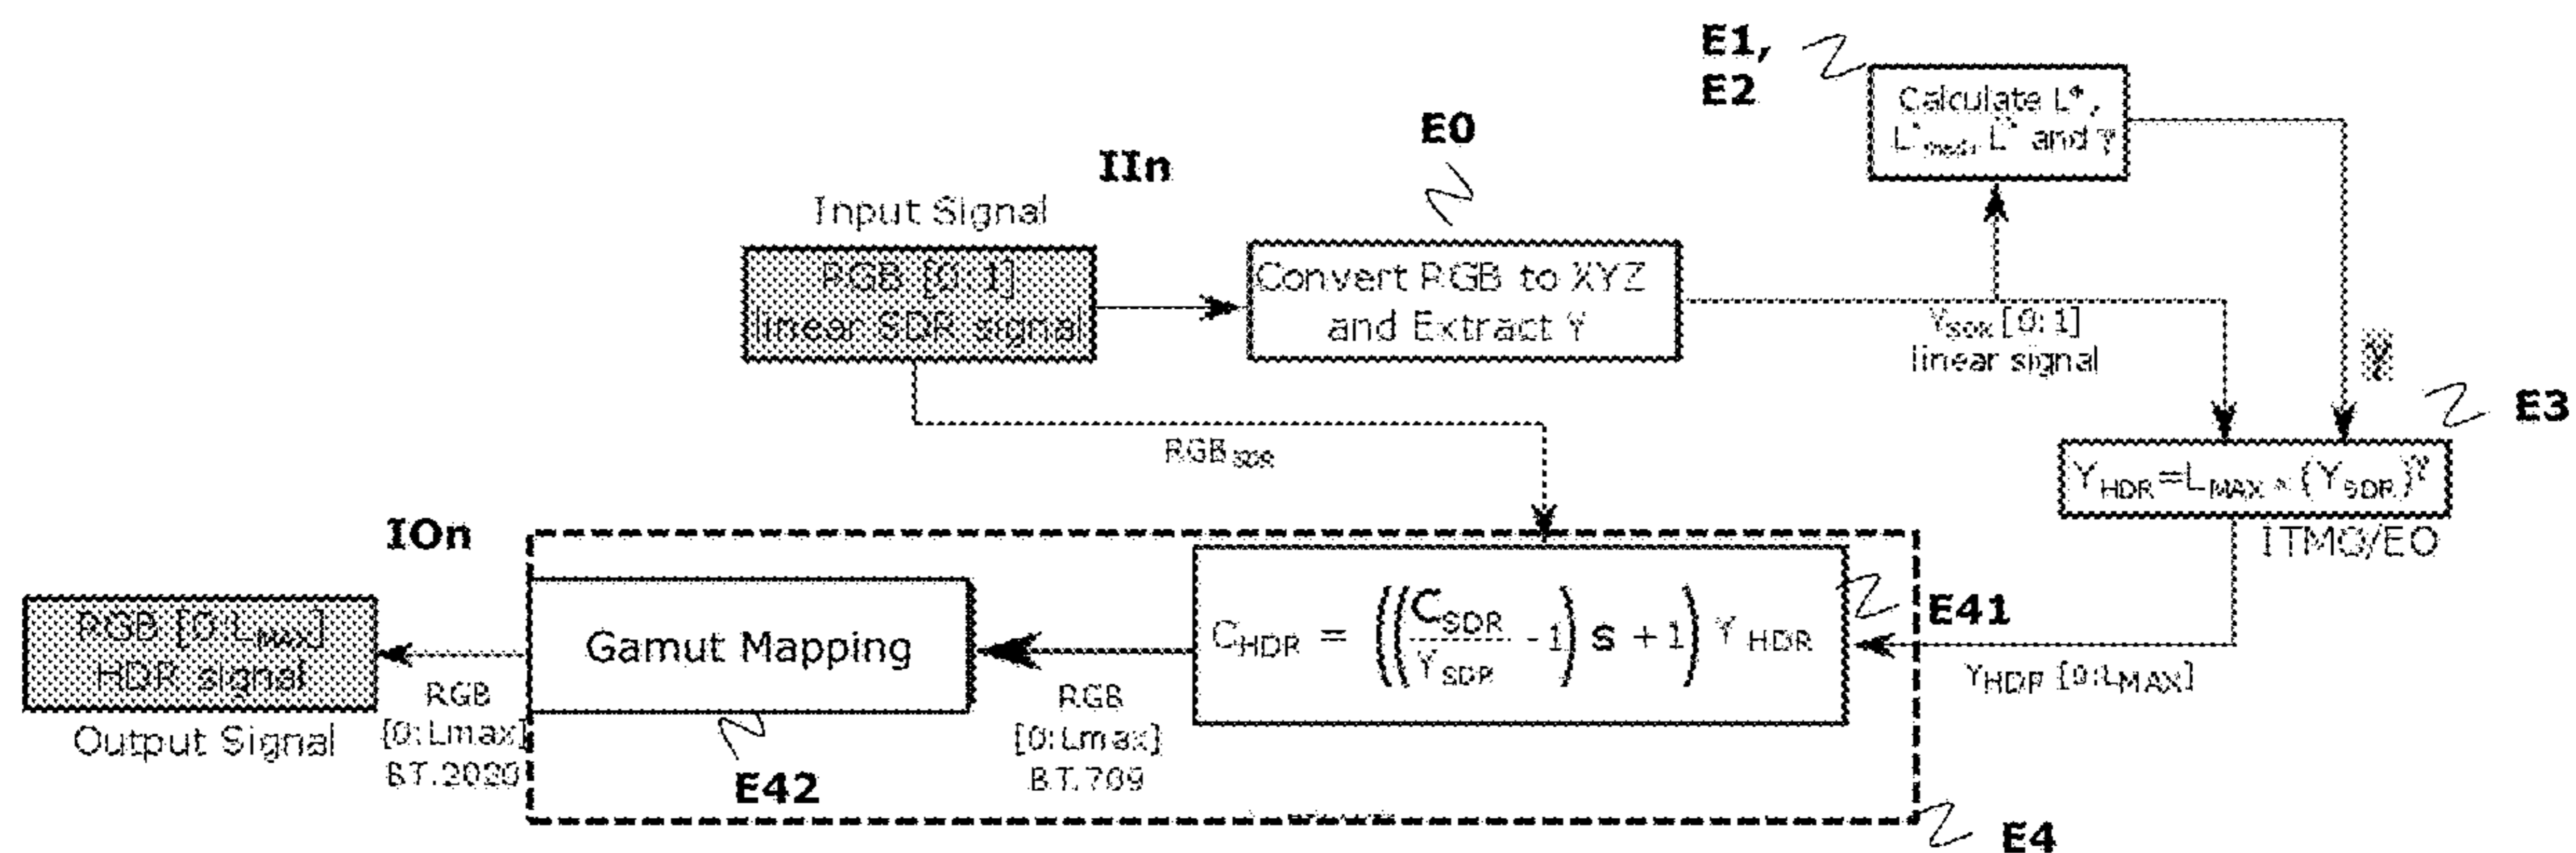 E1,
E2
Calculate L*,
L*med, L* and γ
E0
IIn
Input Signal
RGB [0:1]
linear SDR signal
Convert RGB to XYZ
and Extract Y
YSDR [0:1]
linear signal
γ
E3
RGBSDR
YHDR=LMAX × (YSDR)γ
ITMO/EO
IOn
RGB [0:LMAX]
HDR signal
Output Signal
RGB
[0:Lmax]
BT.2020
Gamut Mapping
E42
RGB
[0:Lmax]
BT.709
CHDR = (((CSDR/YSDR - 1) s + 1) YHDR
E41
YHDR [0:LMAX]
E4